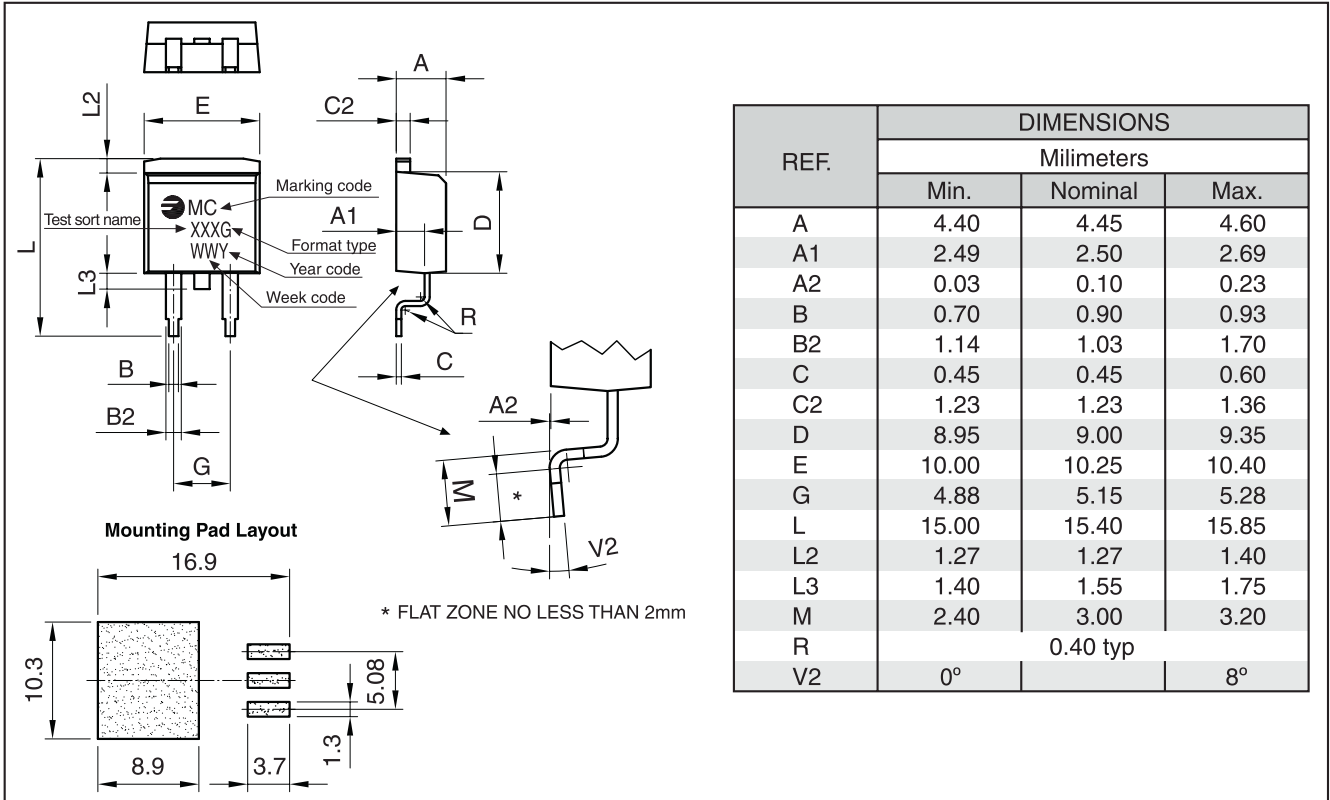 A
C2
L2
E
L
MC
Marking code
Test sort name
XXXG
Format type
WWY
Year code
Week code
L3
A1
D
R
C
B
B2
G
A2
M
*
V2
* FLAT ZONE NO LESS THAN 2mm
Mounting Pad Layout
16.9
10.3
5.08
1.3
8.9
3.7
REF.
DIMENSIONS
Milimeters
Min. Nominal Max.
A 4.40 4.45 4.60
A1 2.49 2.50 2.69
A2 0.03 0.10 0.23
B 0.70 0.90 0.93
B2 1.14 1.03 1.70
C 0.45 0.45 0.60
C2 1.23 1.23 1.36
D 8.95 9.00 9.35
E 10.00 10.25 10.40
G 4.88 5.15 5.28
L 15.00 15.40 15.85
L2 1.27 1.27 1.40
L3 1.40 1.55 1.75
M 2.40 3.00 3.20
R 0.40 typ
V2 0º 8º